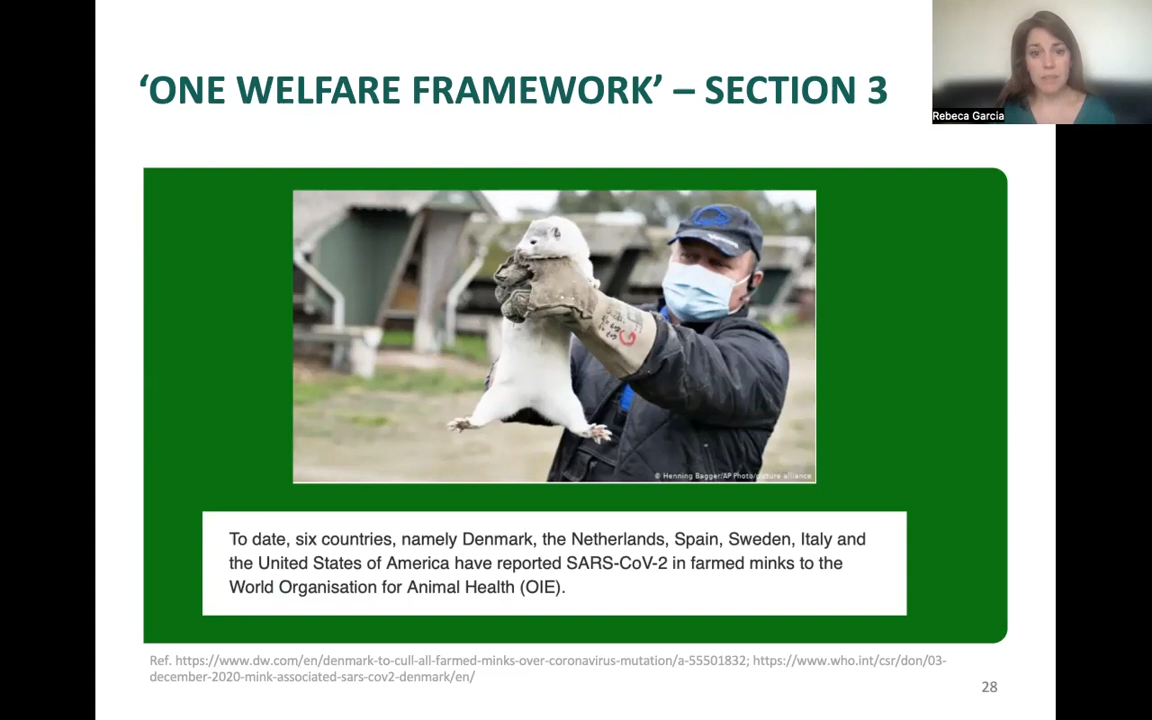 ‘ONE WELFARE FRAMEWORK’ – SECTION 3
Rebeca Garcia
© Henning Bagger/AP Photo/picture alliance
To date, six countries, namely Denmark, the Netherlands, Spain, Sweden, Italy and
the United States of America have reported SARS-CoV-2 in farmed minks to the
World Organisation for Animal Health (OIE).
Ref. https://www.dw.com/en/denmark-to-cull-all-farmed-minks-over-coronavirus-mutation/a-55501832; https://www.who.int/csr/don/03-
december-2020-mink-associated-sars-cov2-denmark/en/
28